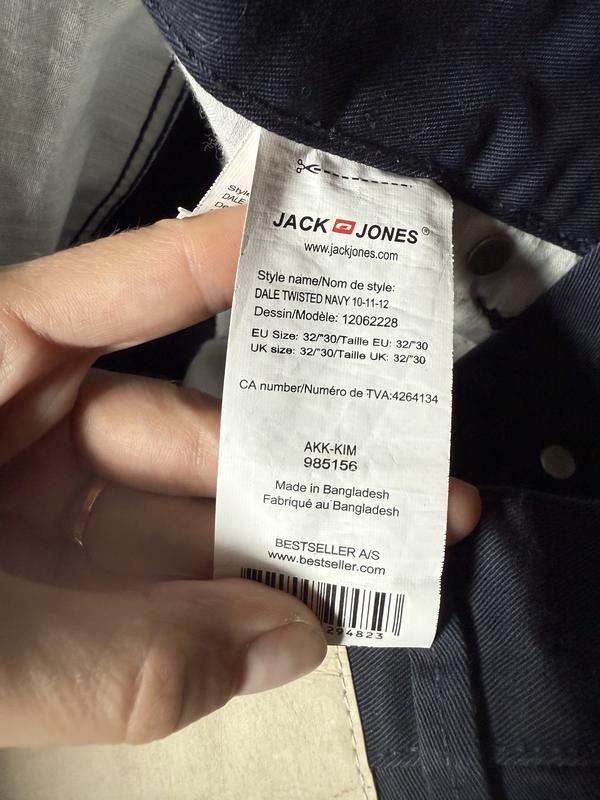 JACK JONES®
www.jackjones.com
Style name/Nom de style:
DALE TWISTED NAVY 10-11-12
Dessin/Modèle: 12062228
EU Size: 32/"30/Taille EU: 32/"30
UK size: 32/"30/Taille UK: 32/"30
CA number/Numéro de TVA:4264134
AKK-KIM
985156
Made in Bangladesh
Fabriqué au Bangladesh
BESTSELLER A/S
www.bestseller.com
294823
Style
DALE